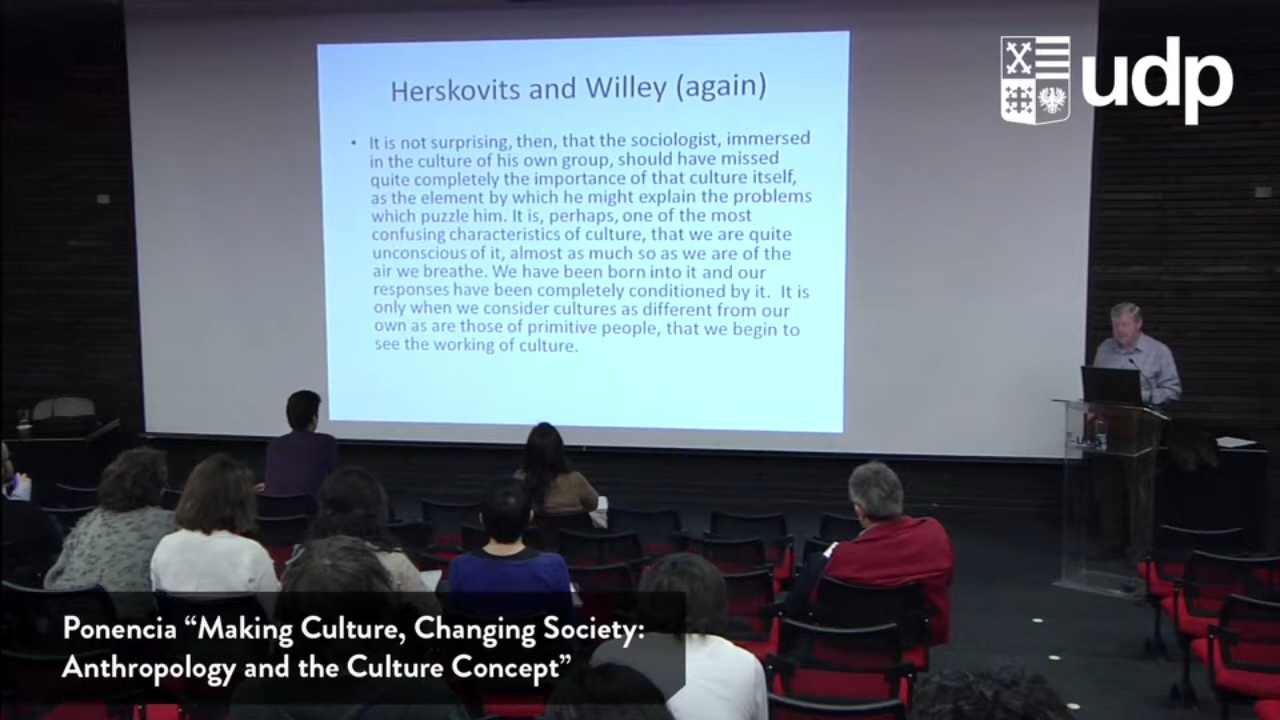 udp
Herskovits and Willey (again)
• It is not surprising, then, that the sociologist, immersed
in the culture of his own group, should have missed
quite completely the importance of that culture itself,
as the element by which he might explain the problems
which puzzle him. It is, perhaps, one of the most
confusing characteristics of culture, that we are quite
unconscious of it, almost as much so as we are of the
air we breathe. We have been born into it and our
responses have been completely conditioned by it. It is
only when we consider cultures as different from our
own as are those of primitive people, that we begin to
see the working of culture.
Ponencia “Making Culture, Changing Society:
Anthropology and the Culture Concept”